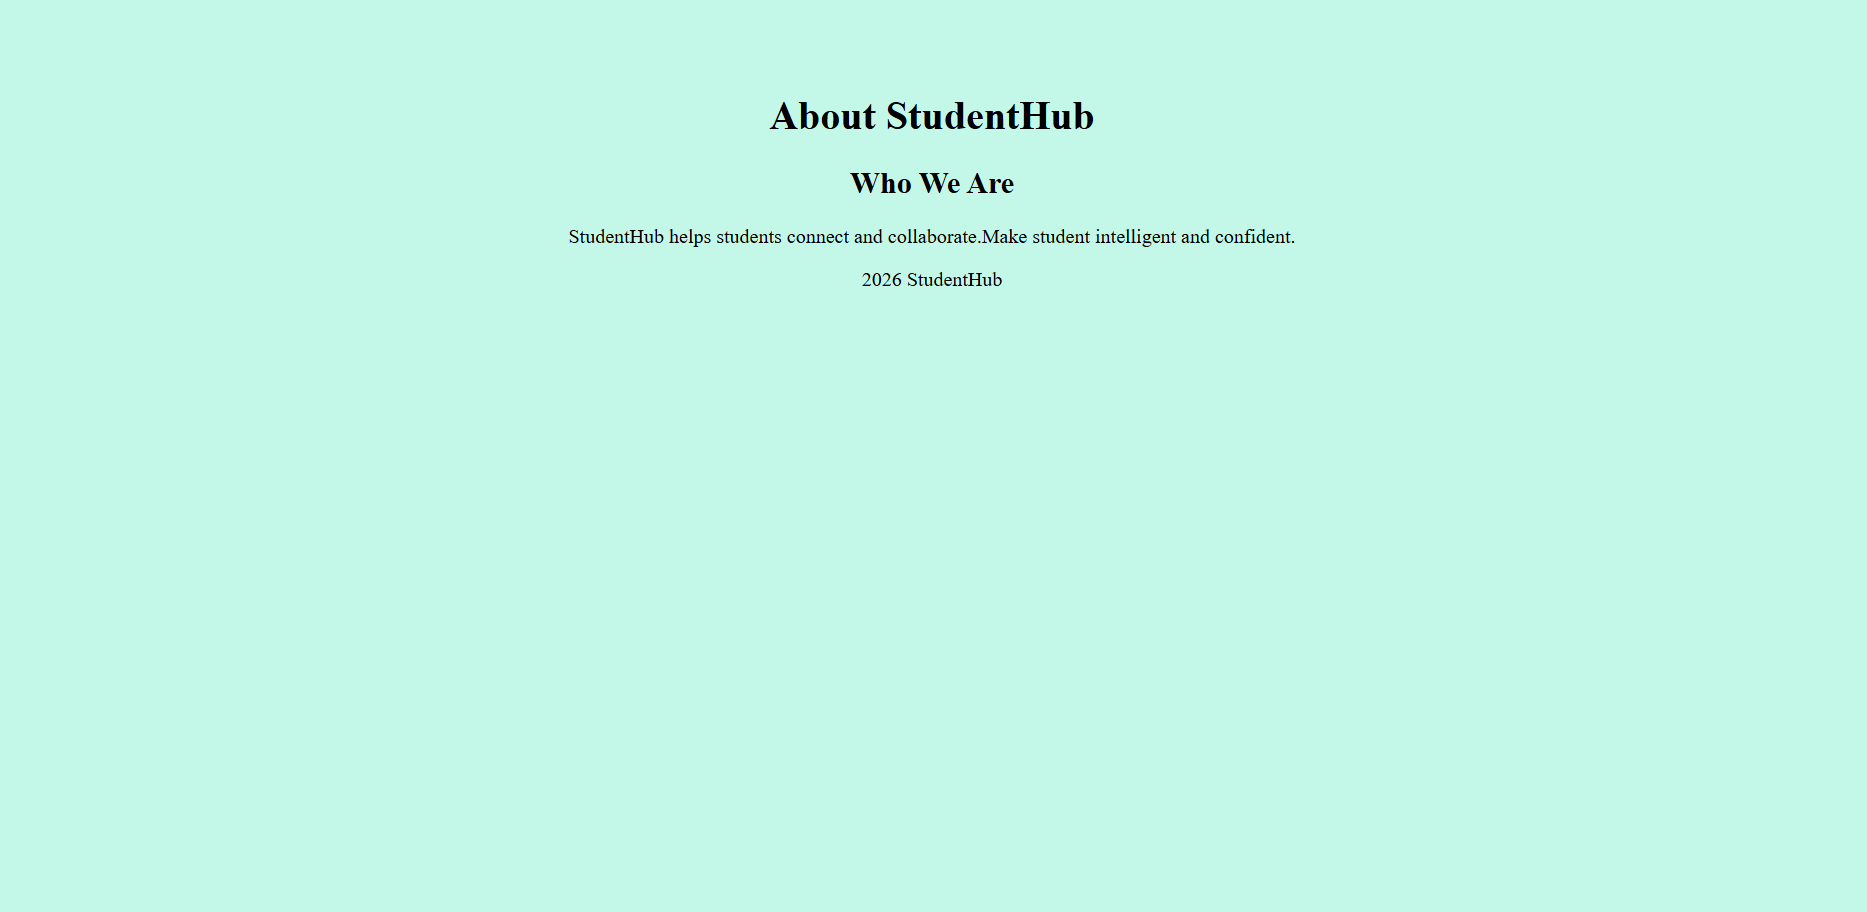 About StudentHub
Who We Are
StudentHub helps students connect and collaborate.Make student intelligent and confident.
2026 StudentHub